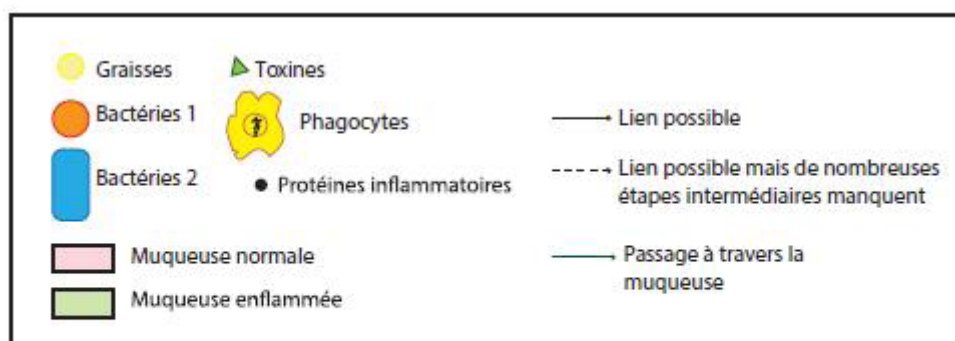 Graisses
Toxines
Bactéries 1
Phagocytes
Lien possible
Bactéries 2
Protéines inflammatoires
Lien possible mais de nombreuses
étapes intermédiaires manquent
Muqueuse normale
Passage à travers la
muqueuse
Muqueuse enflammée